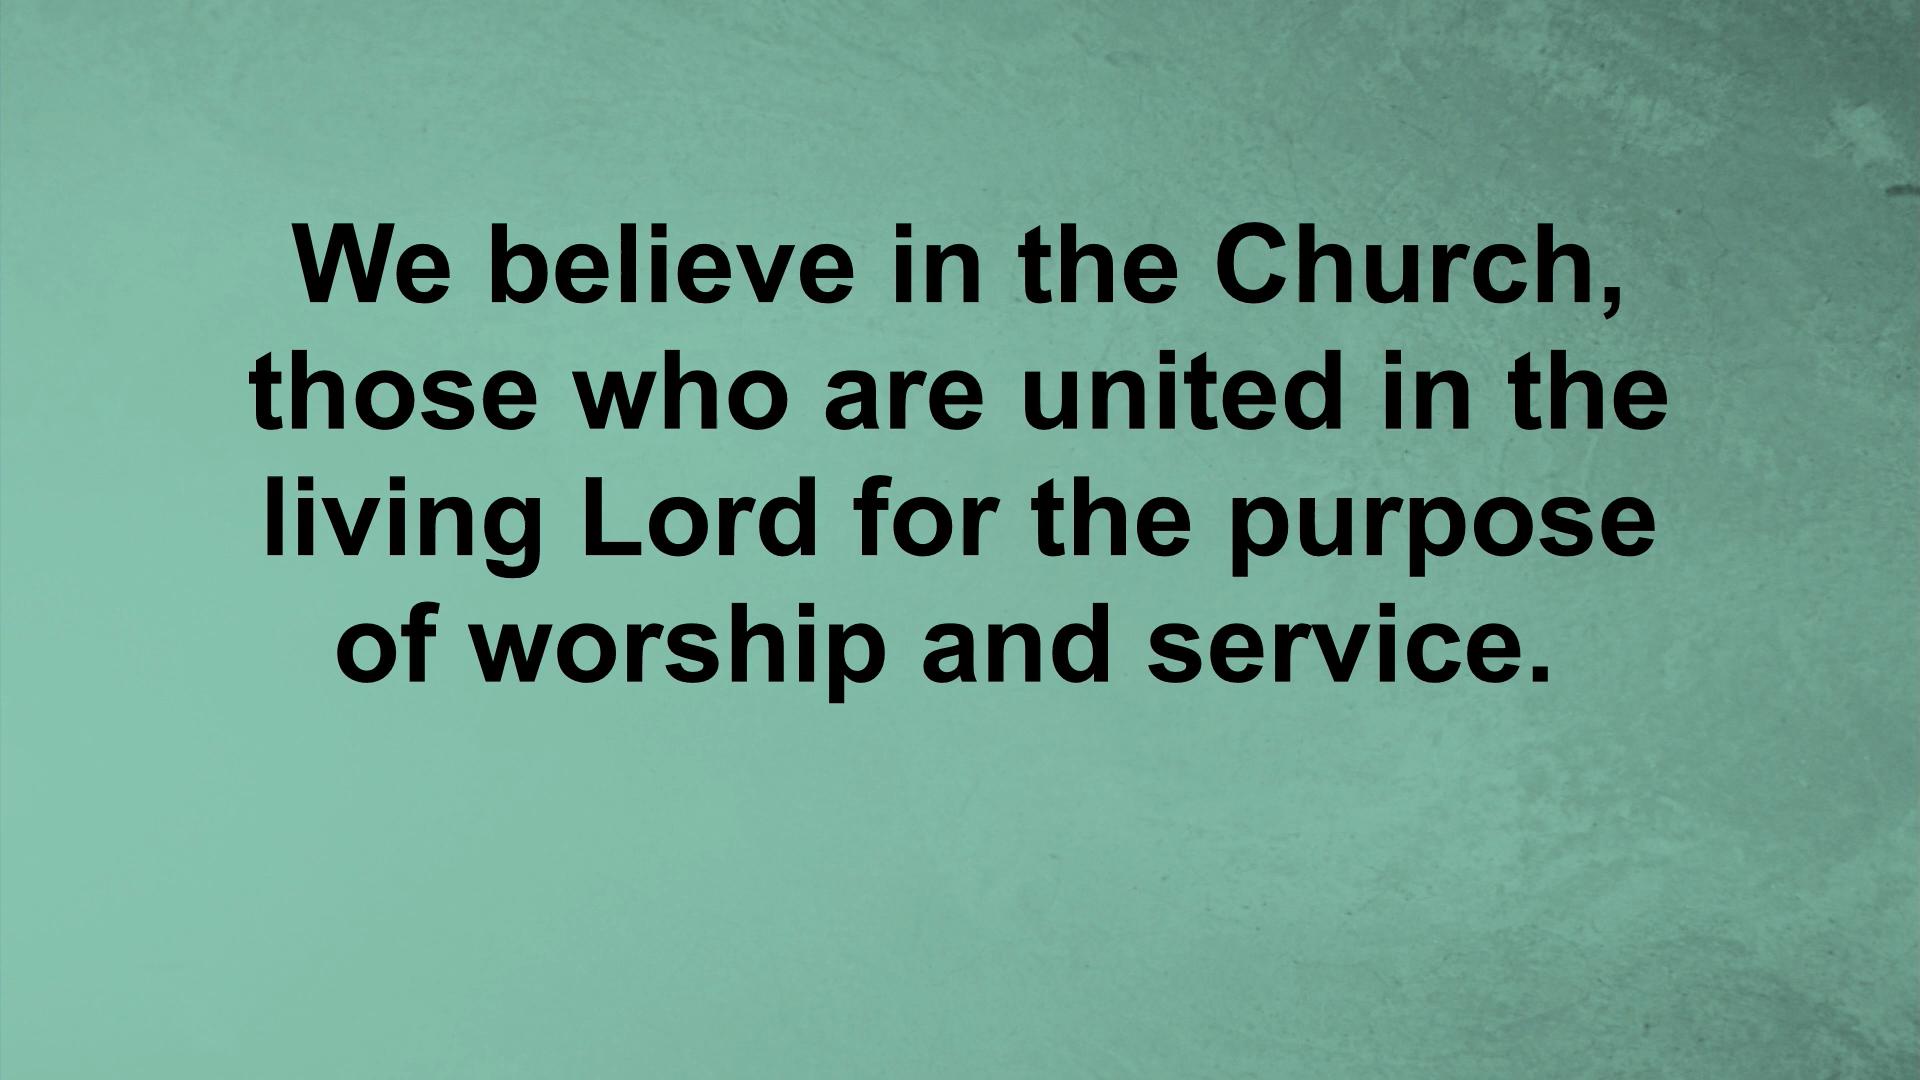 We believe in the Church,
those who are united in the
living Lord for the purpose
of worship and service.